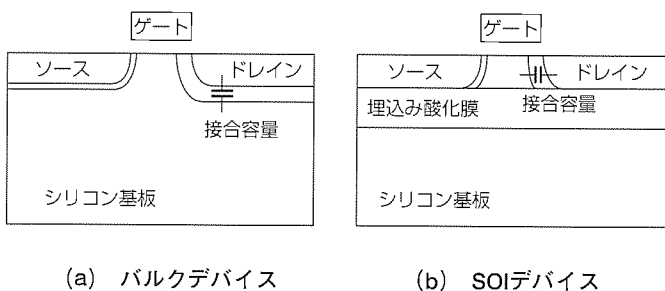 ゲート
ソース
ドレイン
接合容量
シリコン基板
(a) バルクデバイス
ゲート
ソース
ドレイン
埋込み酸化膜
接合容量
シリコン基板
(b) SOIデバイス